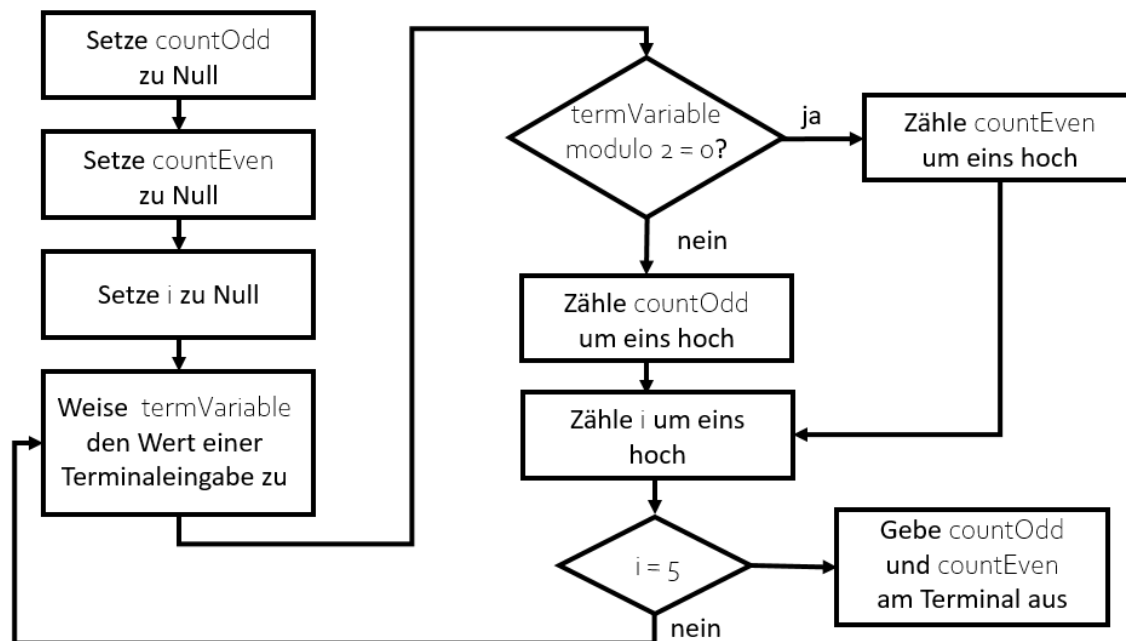 Setze countOdd
zu Null
Setze countEven
zu Null
Setze i zu Null
Weise termVariable
den Wert einer
Terminaleingabe zu
termVariable
modulo 2 = 0?
ja
Zähle countEven
um eins hoch
nein
Zähle countOdd
um eins hoch
Zähle i um eins
hoch
i = 5
nein
Gebe countOdd
und countEven
am Terminal aus